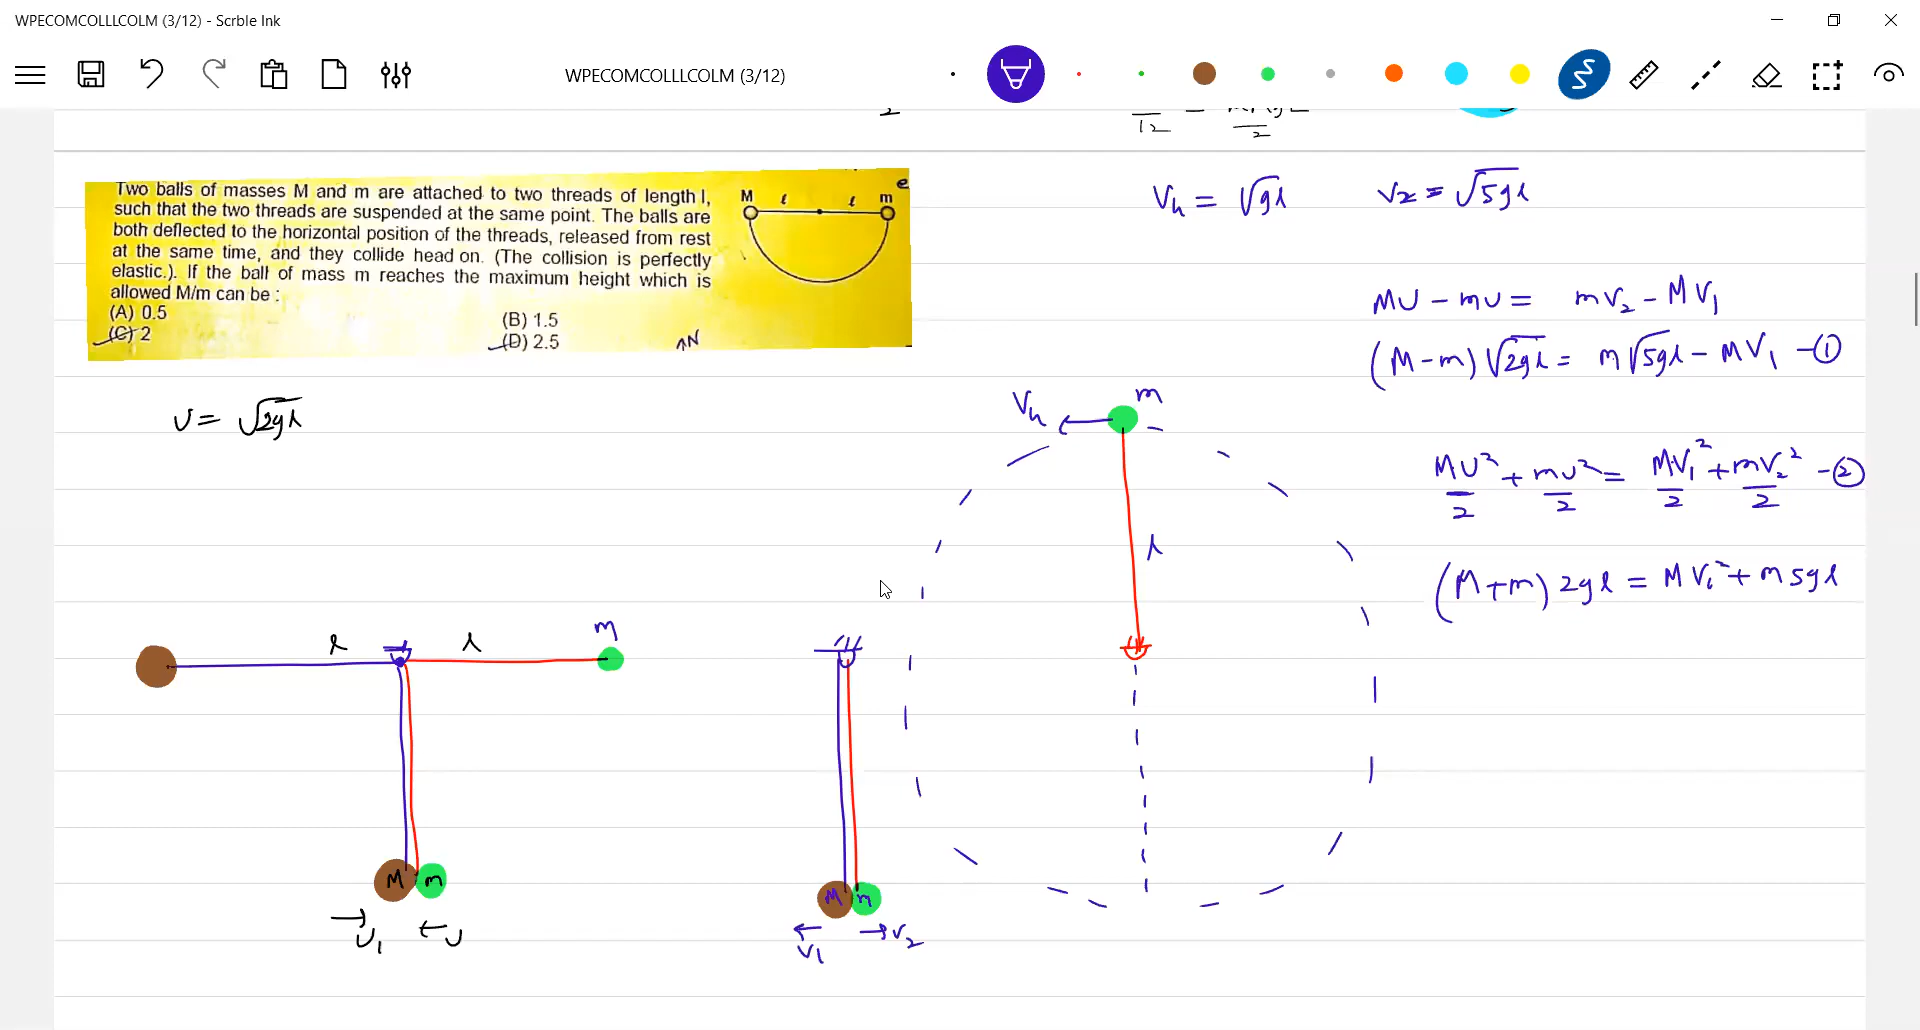 WPECOMCOLLLCOLM (3/12) - Scrble Ink
WPECOMCOLLLCOLM (3/12)
2
12
=
2
Two balls of masses M and m are attached to two threads of length l,
such that the two threads are suspended at the same point. The balls are
both deflected to the horizontal position of the threads, released from rest
at the same time, and they collide head on. (The collision is perfectly
elastic.). If the ball of mass m reaches the maximum height which is
allowed M/m can be :
(A) 0.5
(B) 1.5
(C) 2
(D) 2.5
M ℓ ℓ m
e
N
Vh = √gl
V2 = √5gl
MU - mU = mV2 - MV1
(M-m)√2gl = m√5gl - MV1 -①
U = √2gl
MU²/2 + mU²/2 = MV1²/2 + mV2²/2 -②
(M+m)2gl = MV1² + m5gl
Vh
m
l
l
l
m
M m
U1
U
M m
V1
V2